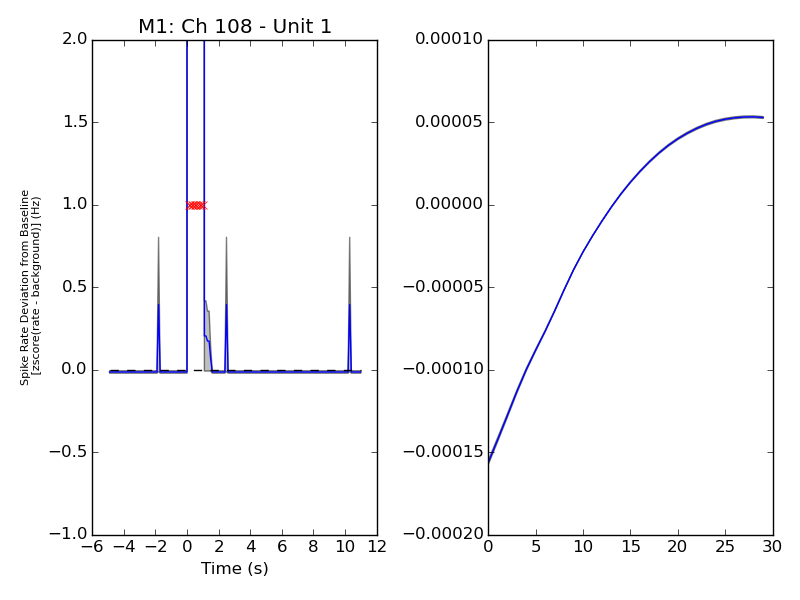 M1: Ch 108 - Unit 1
Spike Rate Deviation from Baseline
[zscore(rate - background)] (Hz)
2.0
1.5
1.0
0.5
0.0
−0.5
−1.0
−6 −4 −2 0 2 4 6 8 10 12
Time (s)
0.00010
0.00005
0.00000
−0.00005
−0.00010
−0.00015
−0.00020
0 5 10 15 20 25 30